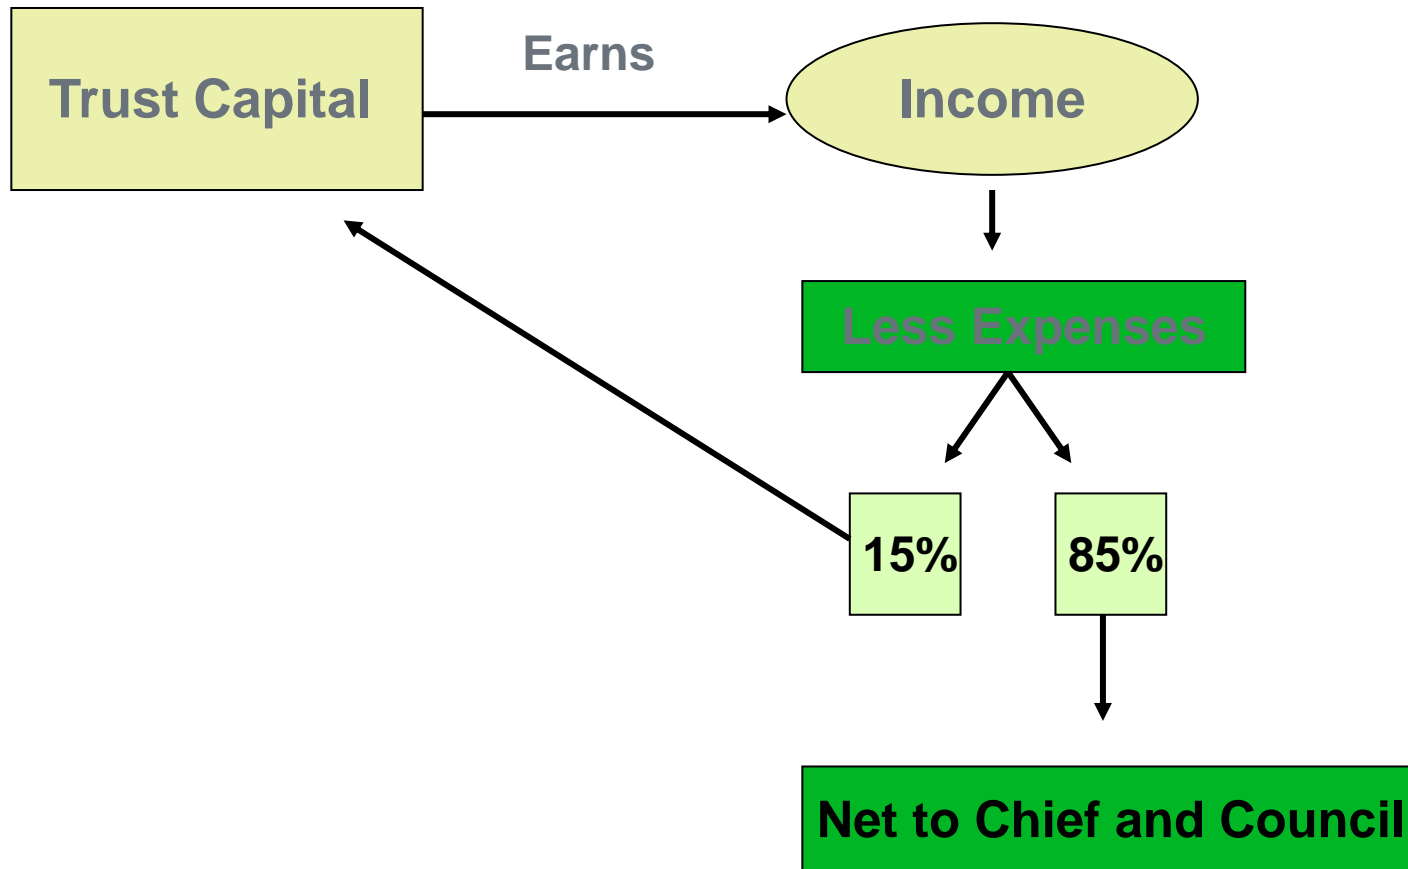 Earns
Trust Capital
Income
Less Expenses
15%
85%
Net to Chief and Council